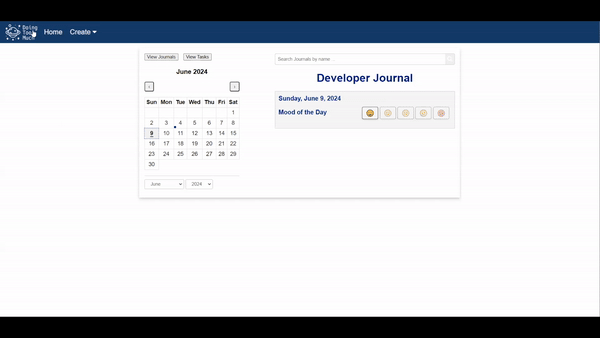 Doing
Too
Much
Home Create
View Journals View Tasks
June 2024
Sun Mon Tue Wed Thu Fri Sat
1
2 3 4 5 6 7 8
9 10 11 12 13 14 15
16 17 18 19 20 21 22
23 24 25 26 27 28 29
30
June 2024
Search Journals by name ...
Developer Journal
Sunday, June 9, 2024
Mood of the Day